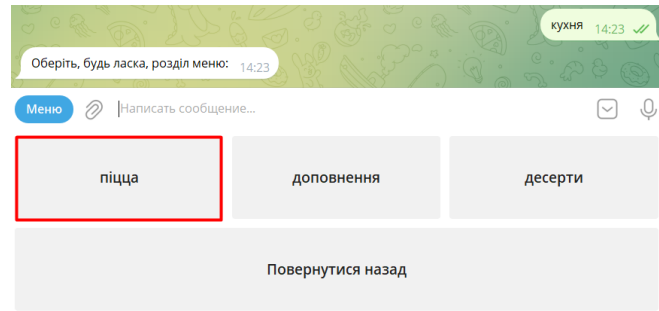 кухня 14:23
Оберіть, будь ласка, розділ меню: 14:23
Меню Написать сообщение...
піцца доповнення десерти
Повернутися назад